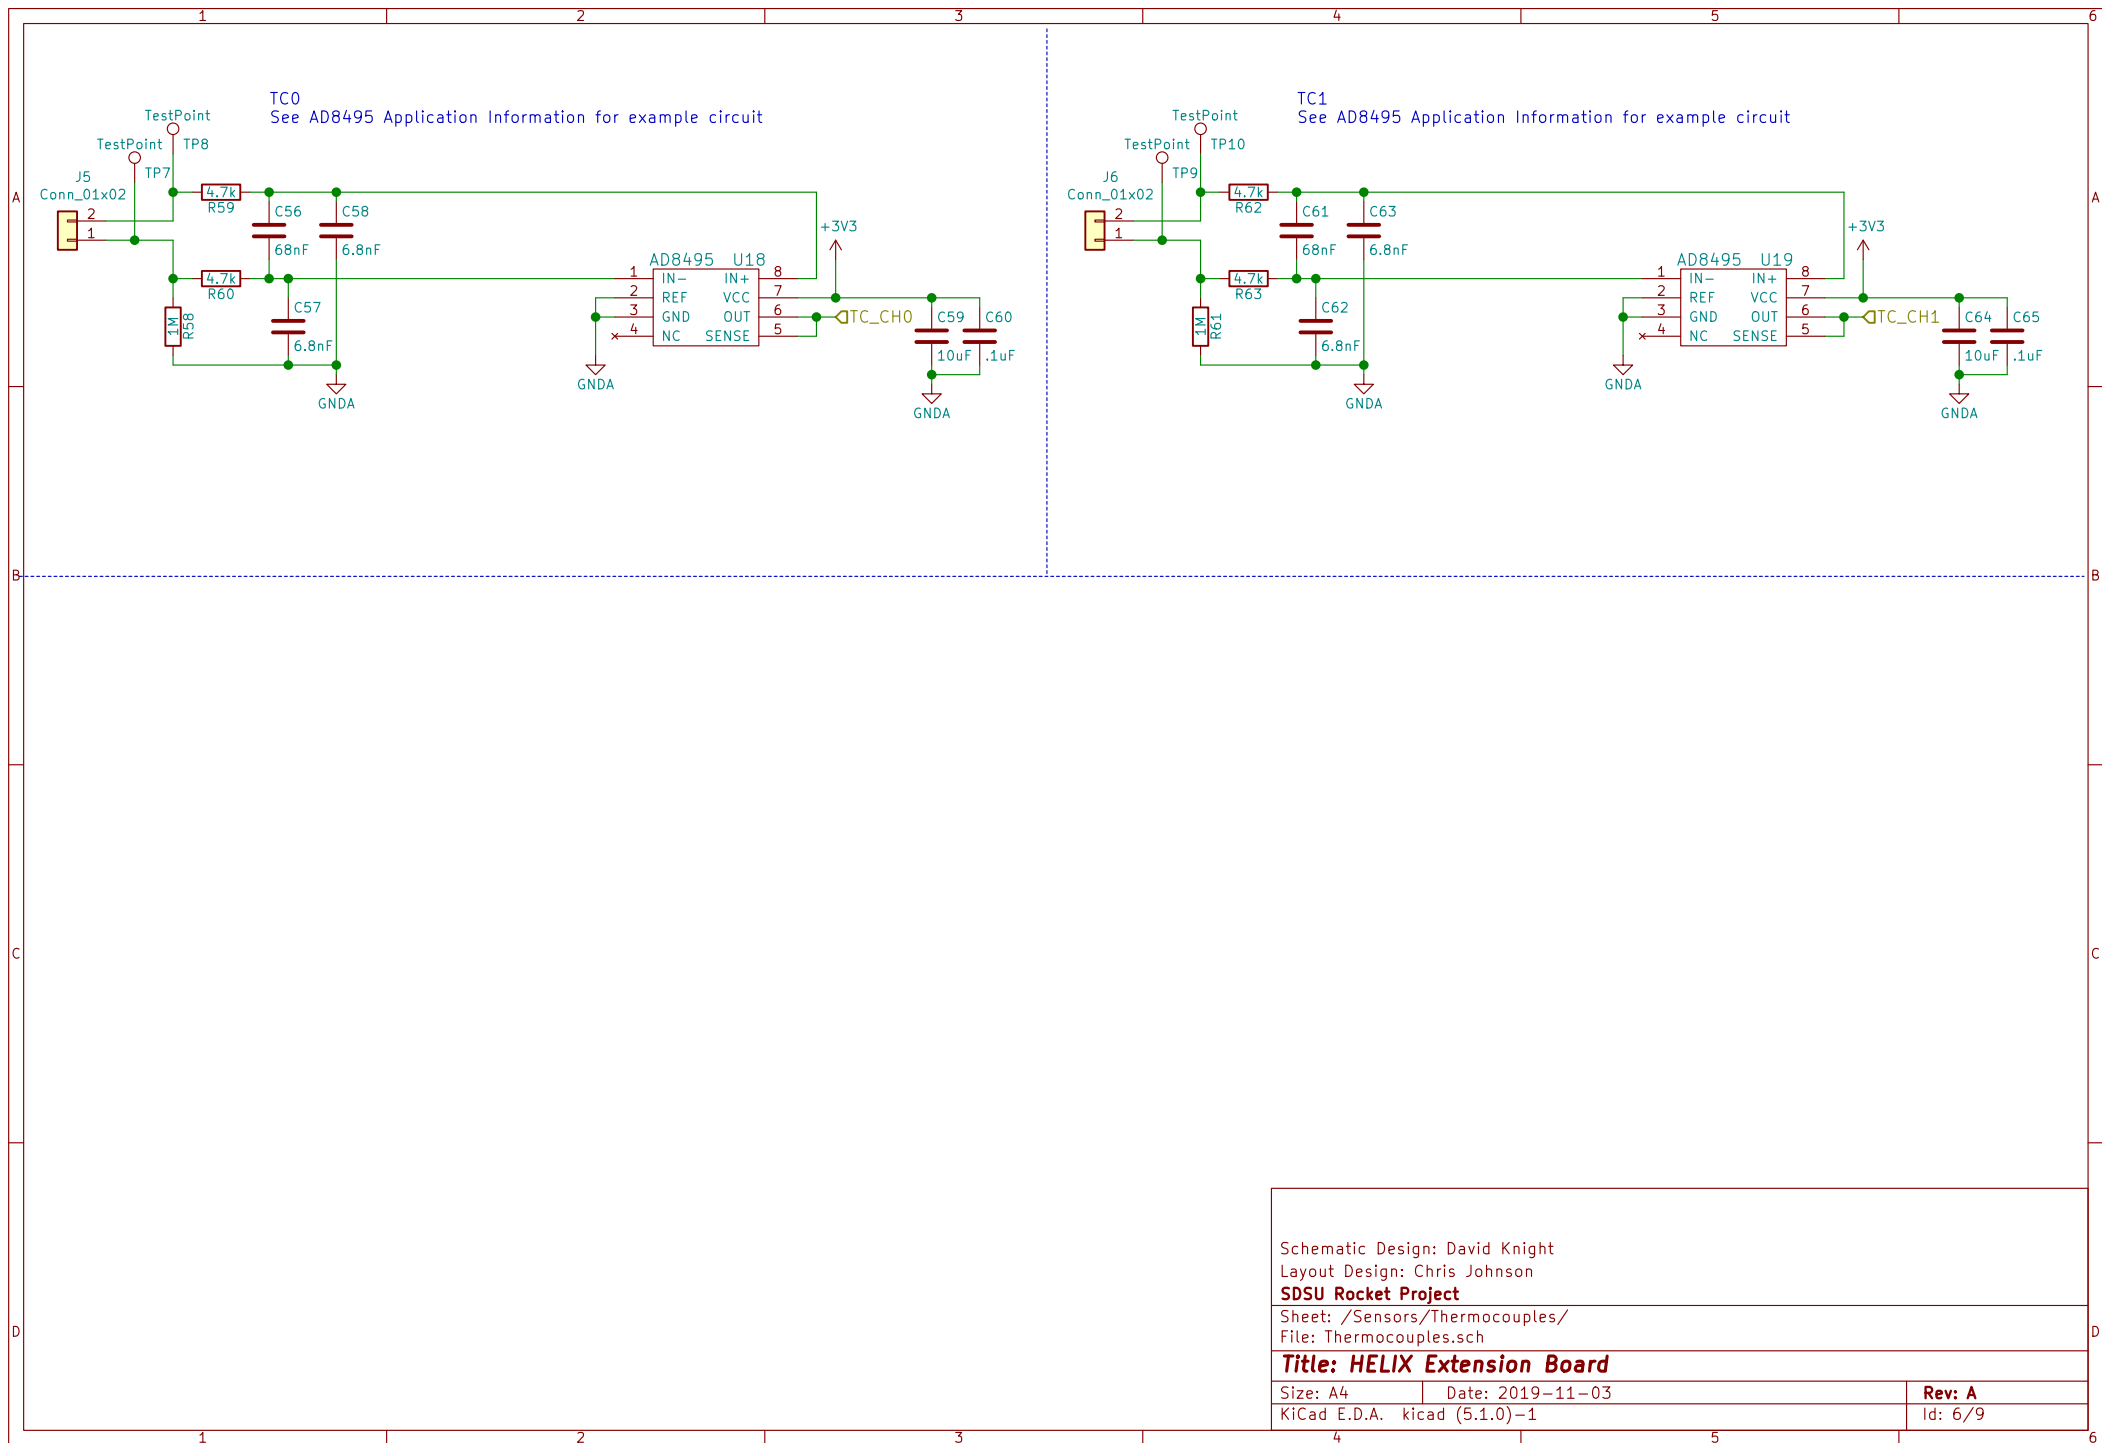 1 2 3 4 5 6
TC0
See AD8495 Application Information for example circuit
TestPoint
TP8
TestPoint
TP7
J5
Conn_01x02
2
1
4.7k
R59
C56
68nF
C58
6.8nF
4.7k
R60
1M
R58
C57
6.8nF
GNDA
AD8495 U18
1 IN- IN+ 8
2 REF VCC 7
3 GND OUT 6
4 NC SENSE 5
GNDA
+3V3
TC_CH0
C59
10uF
C60
.1uF
GNDA
TC1
See AD8495 Application Information for example circuit
TestPoint
TP10
TestPoint
TP9
J6
Conn_01x02
2
1
4.7k
R62
C61
68nF
C63
6.8nF
4.7k
R63
1M
R61
C62
6.8nF
GNDA
AD8495 U19
1 IN- IN+ 8
2 REF VCC 7
3 GND OUT 6
4 NC SENSE 5
GNDA
+3V3
TC_CH1
C64
10uF
C65
.1uF
GNDA
A A
B B
C C
D D
Schematic Design: David Knight
Layout Design: Chris Johnson
SDSU Rocket Project
Sheet: /Sensors/Thermocouples/
File: Thermocouples.sch
Title: HELIX Extension Board
Size: A4 Date: 2019-11-03 Rev: A
KiCad E.D.A. kicad (5.1.0)-1 Id: 6/9
1 2 3 4 5 6